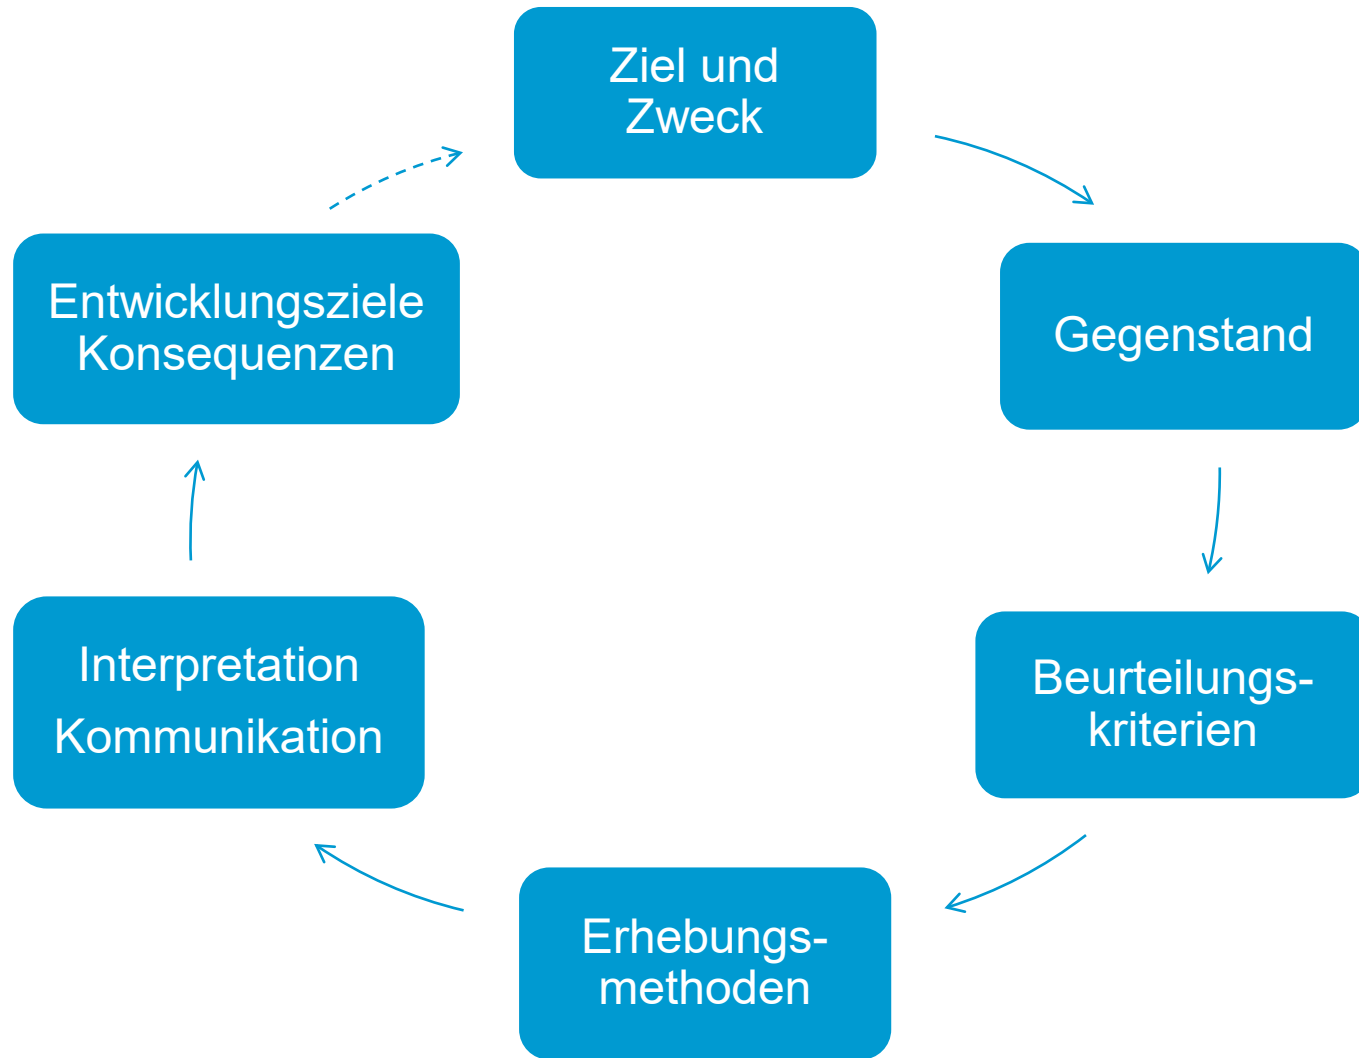 Ziel und
Zweck
Gegenstand
Beurteilungs-
kriterien
Erhebungs-
methoden
Interpretation
Kommunikation
Entwicklungsziele
Konsequenzen